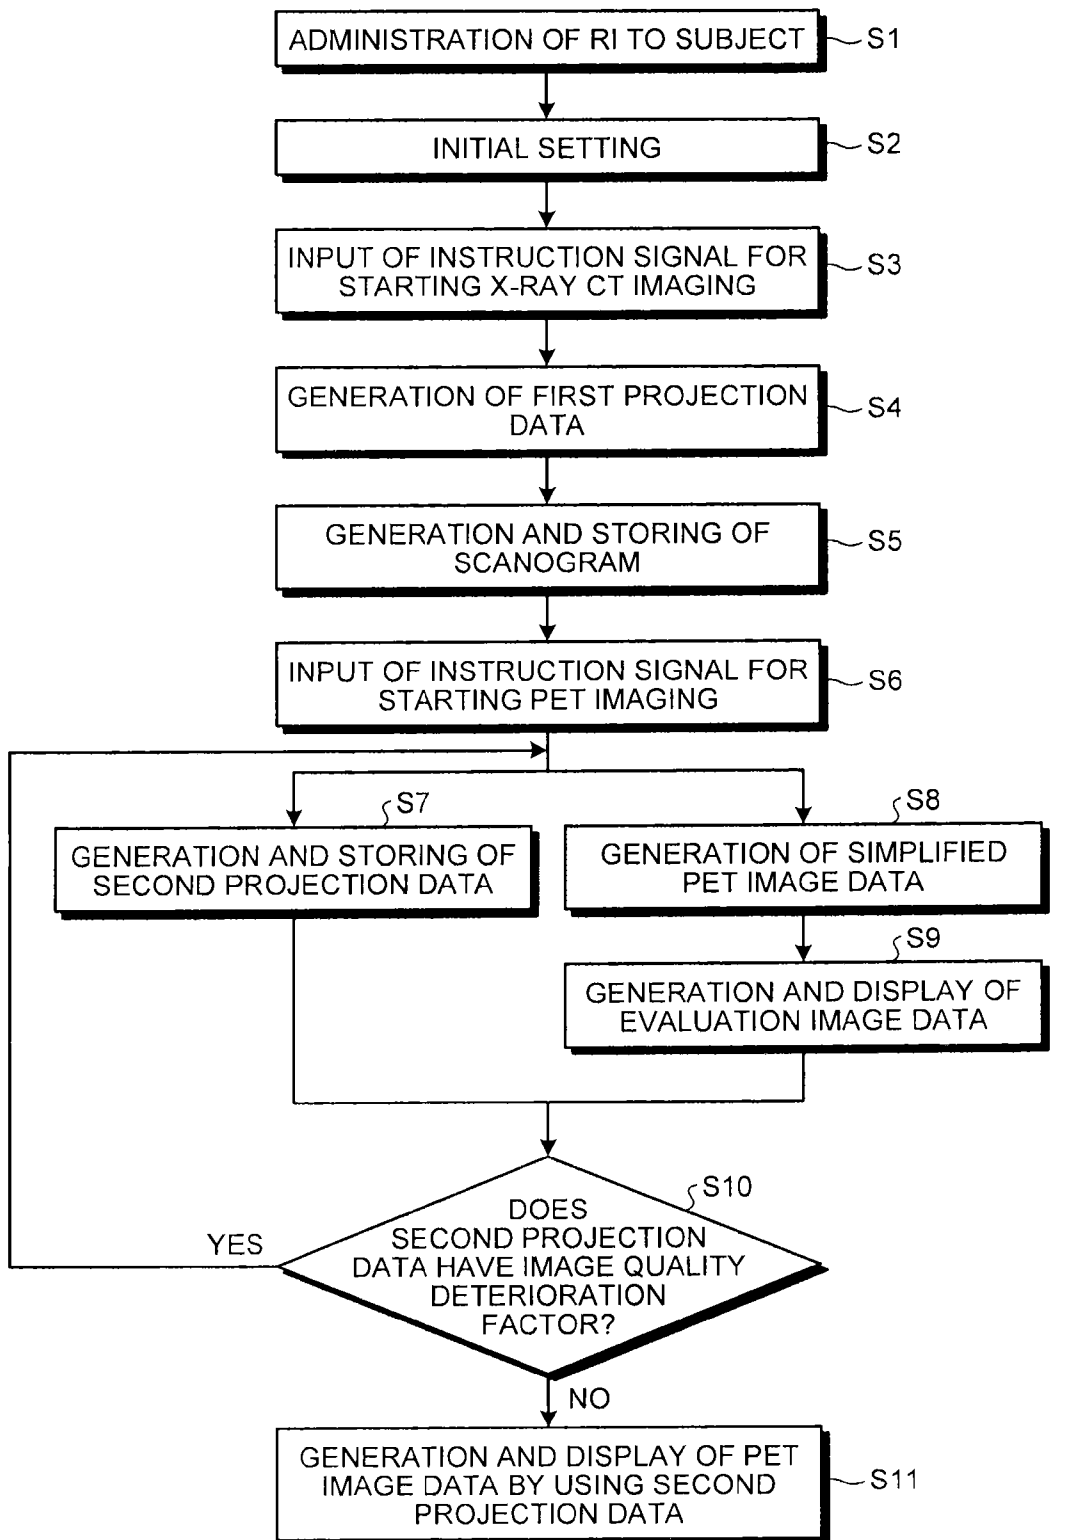 ADMINISTRATION OF RI TO SUBJECT
S1
INITIAL SETTING
S2
INPUT OF INSTRUCTION SIGNAL FOR
STARTING X-RAY CT IMAGING
S3
GENERATION OF FIRST PROJECTION
DATA
S4
GENERATION AND STORING OF
SCANOGRAM
S5
INPUT OF INSTRUCTION SIGNAL FOR
STARTING PET IMAGING
S6
S7
GENERATION AND STORING OF
SECOND PROJECTION DATA
S8
GENERATION OF SIMPLIFIED
PET IMAGE DATA
S9
GENERATION AND DISPLAY OF
EVALUATION IMAGE DATA
S10
DOES
SECOND PROJECTION
DATA HAVE IMAGE QUALITY
DETERIORATION
FACTOR?
YES
NO
GENERATION AND DISPLAY OF PET
IMAGE DATA BY USING SECOND
PROJECTION DATA
S11